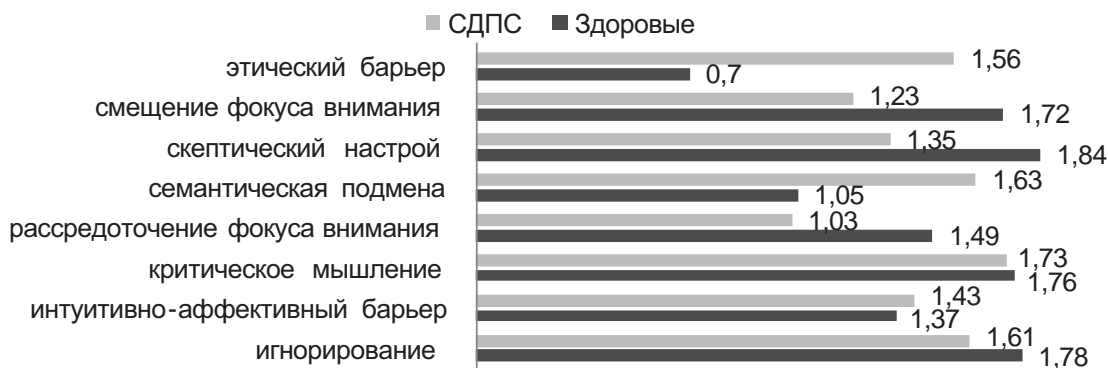 СДПС Здоровые
этический барьер 1,56
0,7
смещение фокуса внимания 1,23
1,72
скептический настрой 1,35
1,84
семантическая подмена 1,63
1,05
рассредоточение фокуса внимания 1,03
1,49
критическое мышление 1,73
1,76
интуитивно-аффективный барьер 1,43
1,37
игнорирование 1,61
1,78